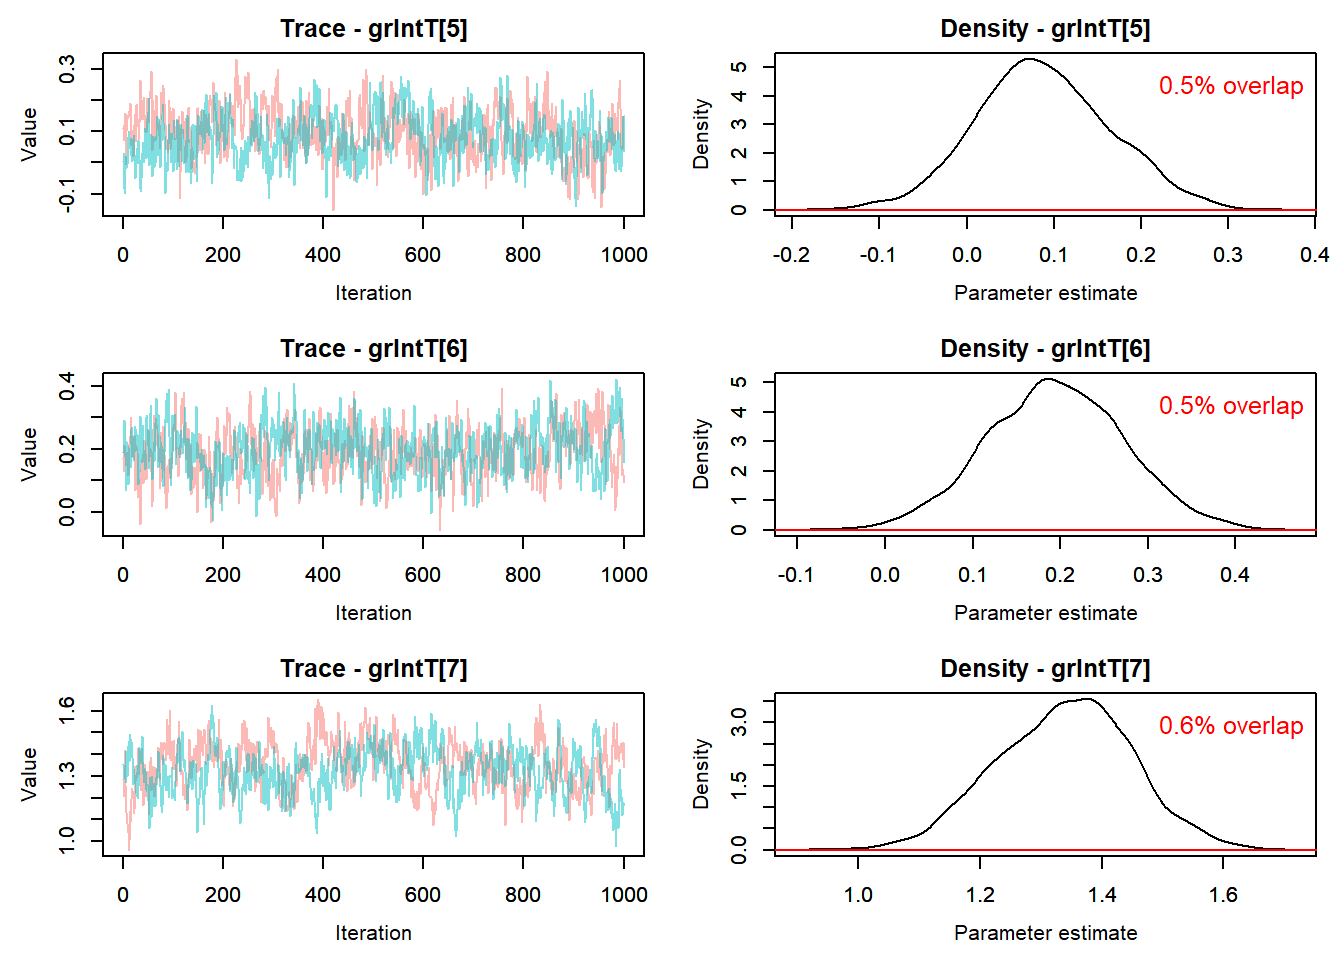 Trace - grIntT[5]
Value
-0.1 0.1 0.3
0 200 400 600 800 1000
Iteration
Density - grIntT[5]
0.5% overlap
Density
0 1 2 3 4 5
-0.2 -0.1 0.0 0.1 0.2 0.3 0.4
Parameter estimate
Trace - grIntT[6]
Value
0.0 0.2 0.4
0 200 400 600 800 1000
Iteration
Density - grIntT[6]
0.5% overlap
Density
0 1 2 3 4 5
-0.1 0.0 0.1 0.2 0.3 0.4
Parameter estimate
Trace - grIntT[7]
Value
1.0 1.3 1.6
0 200 400 600 800 1000
Iteration
Density - grIntT[7]
0.6% overlap
Density
0.0 1.5 3.0
1.0 1.2 1.4 1.6
Parameter estimate